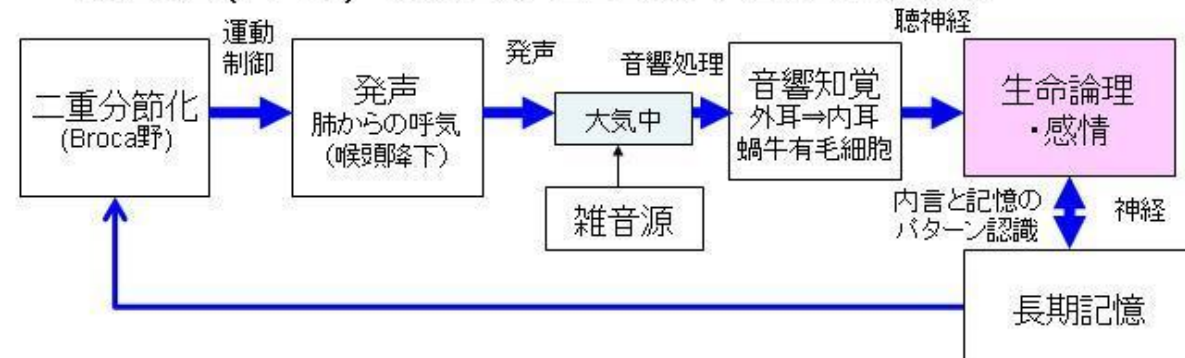 運動
制御
発声
音響処理
聴神経
二重分節化
(Broca野)
発声
肺からの呼気
(喉頭降下)
大気中
音響知覚
外耳⇒内耳
蝸牛有毛細胞
生命論理
・感情
雑音源
内言と記憶の
パターン認識
神経
長期記憶